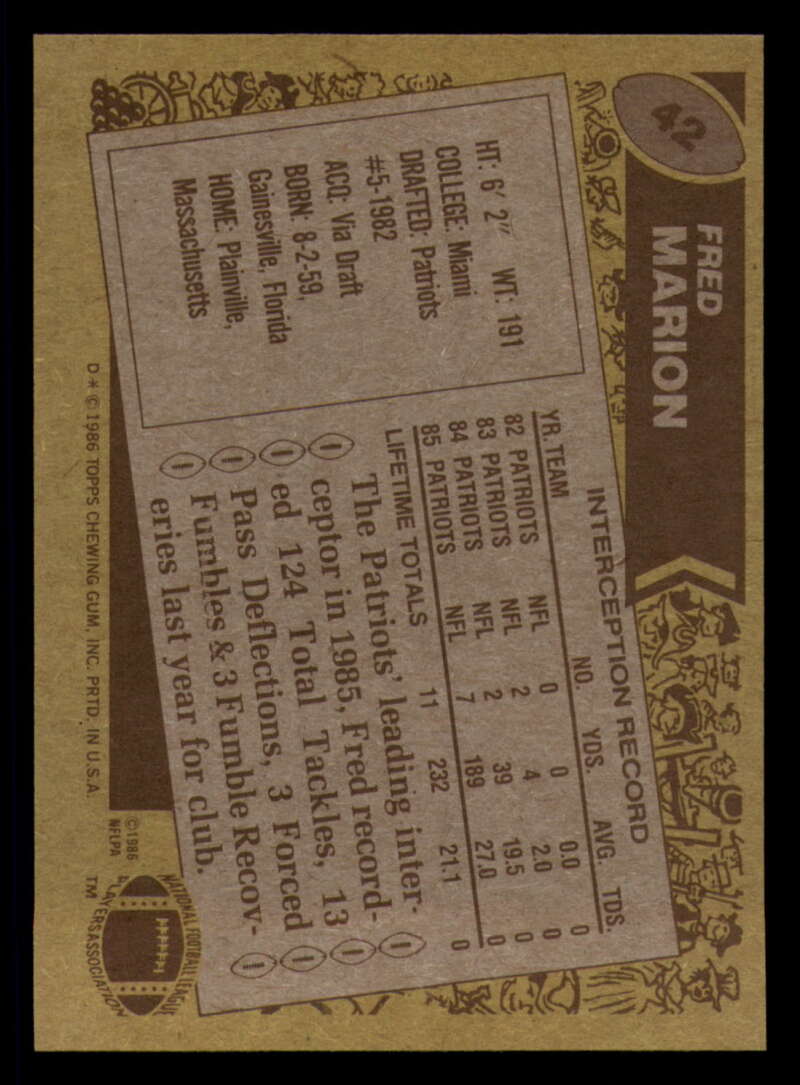 42
FRED
MARION
HT: 6' 2" WT: 191
COLLEGE: Miami
DRAFTED: Patriots
#5-1982
ACQ: Via Draft
BORN: 8-2-59,
Gainesville, Florida
HOME: Plainville,
Massachusetts
INTERCEPTION RECORD
YR. TEAM NO. YDS. AVG. TDS.
82 PATRIOTS NFL 0 0 0.0 0
83 PATRIOTS NFL 2 4 2.0 0
84 PATRIOTS NFL 2 39 19.5 0
85 PATRIOTS NFL 7 189 27.0 0
LIFETIME TOTALS 11 232 21.1 0
The Patriots' leading inter-
ceptor in 1985, Fred record-
ed 124 Total Tackles, 13
Pass Deflections, 3 Forced
Fumbles & 3 Fumble Recov-
eries last year for club.
©1986
NFLPA
NATIONAL FOOTBALL LEAGUE
PLAYERS ASSOCIATION
TM
D * © 1986 TOPPS CHEWING GUM, INC. PRTD. IN U.S.A.